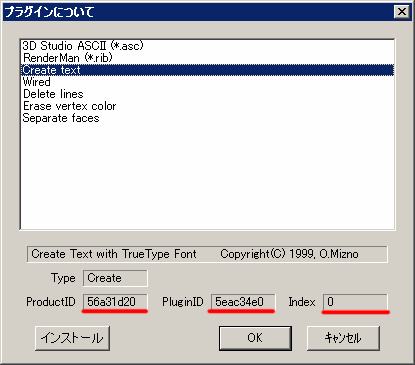 プラグインについて
3D Studio ASCII (*.asc)
RenderMan (*.rib)
Create text
Wired
Delete lines
Erase vertex color
Separate faces
Create Text with TrueType Font Copyright(C) 1999, O.Mizno
Type Create
ProductID 56a31d20 PluginID 5eac34e0 Index 0
インストール OK キャンセル